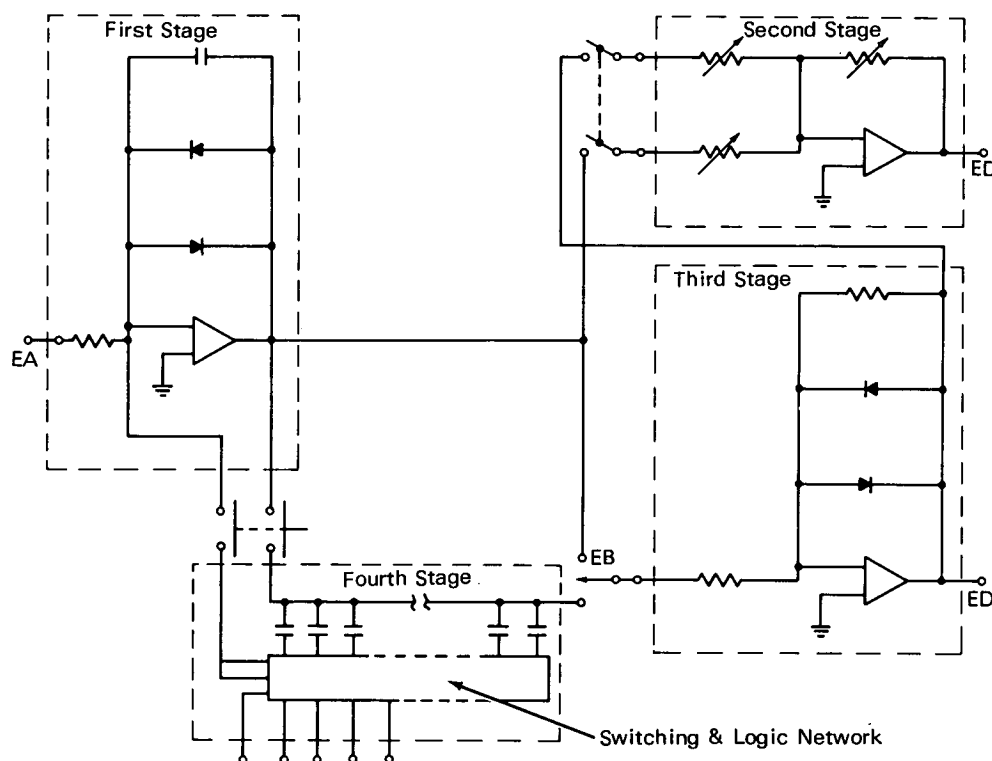 First Stage
Second Stage
ED
Third Stage
EA
EB
Fourth Stage
ED
Switching & Logic Network